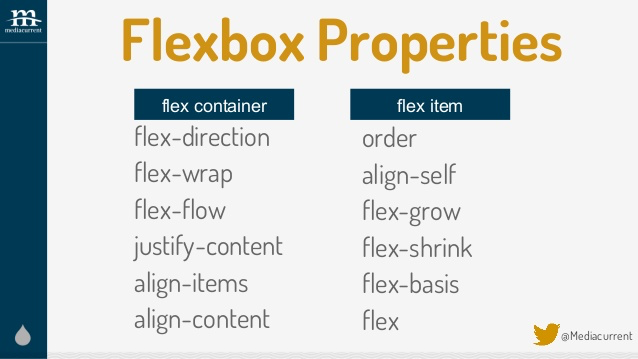 mediacurrent
Flexbox Properties
flex container
flex-direction
flex-wrap
flex-flow
justify-content
align-items
align-content
flex item
order
align-self
flex-grow
flex-shrink
flex-basis
flex
@Mediacurrent